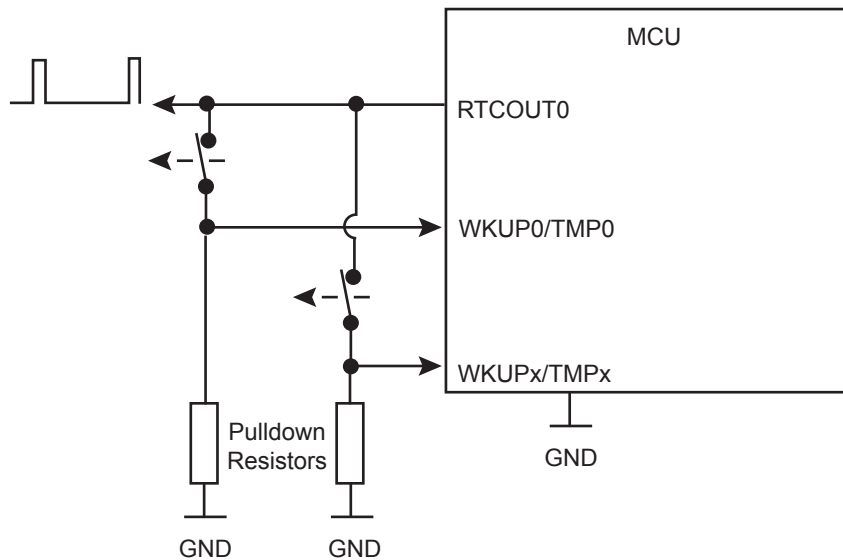 MCU
RTCOUT0
WKUP0/TMP0
WKUPx/TMPx
Pulldown
Resistors
GND
GND
GND